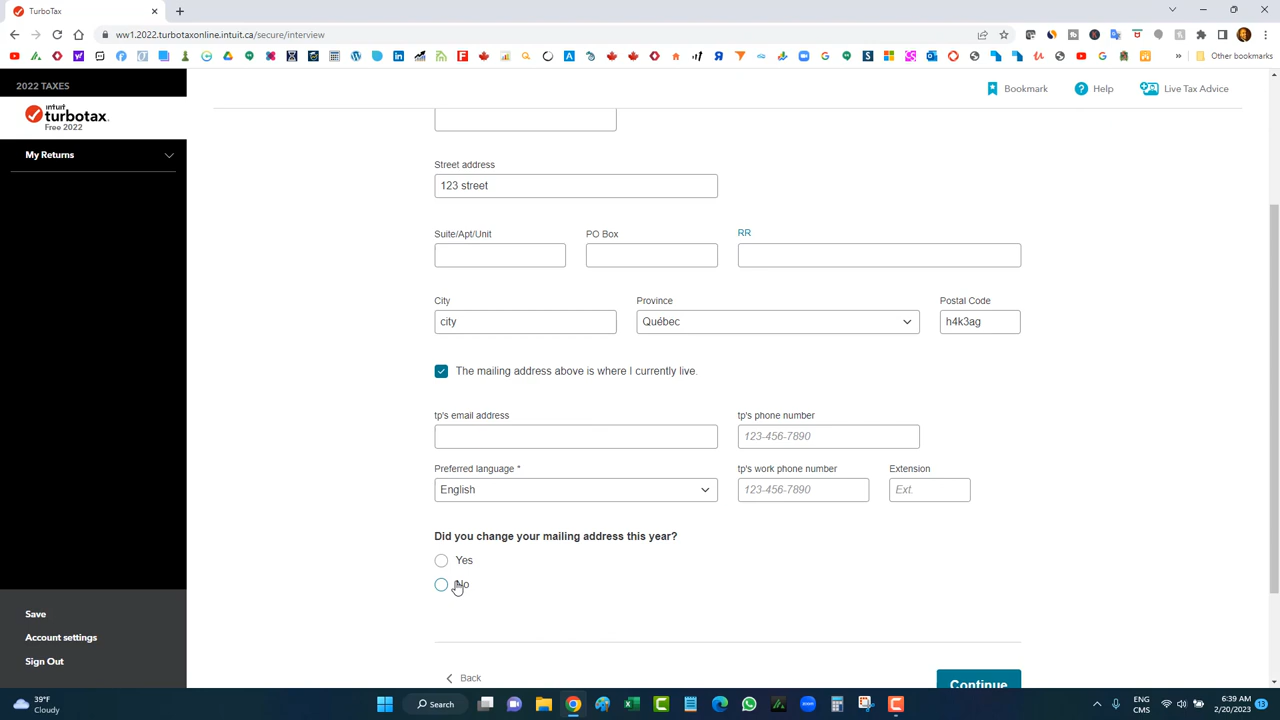 TurboTax
ww1.2022.turbotaxonline.intuit.ca/secure/interview
Other bookmarks
2022 TAXES
intuit
turbotax.
Free 2022
My Returns
Bookmark
Help
Live Tax Advice
Street address
123 street
Suite/Apt/Unit
PO Box
RR
City
Province
Postal Code
city
Québec
h4k3ag
The mailing address above is where I currently live.
tp's email address
tp's phone number
123-456-7890
Preferred language *
tp's work phone number
Extension
English
123-456-7890
Ext.
Did you change your mailing address this year?
Yes
No
Back
Continue
Save
Account settings
Sign Out
39°F
Cloudy
Search
ENG
CMS
6:39 AM
2/20/2023